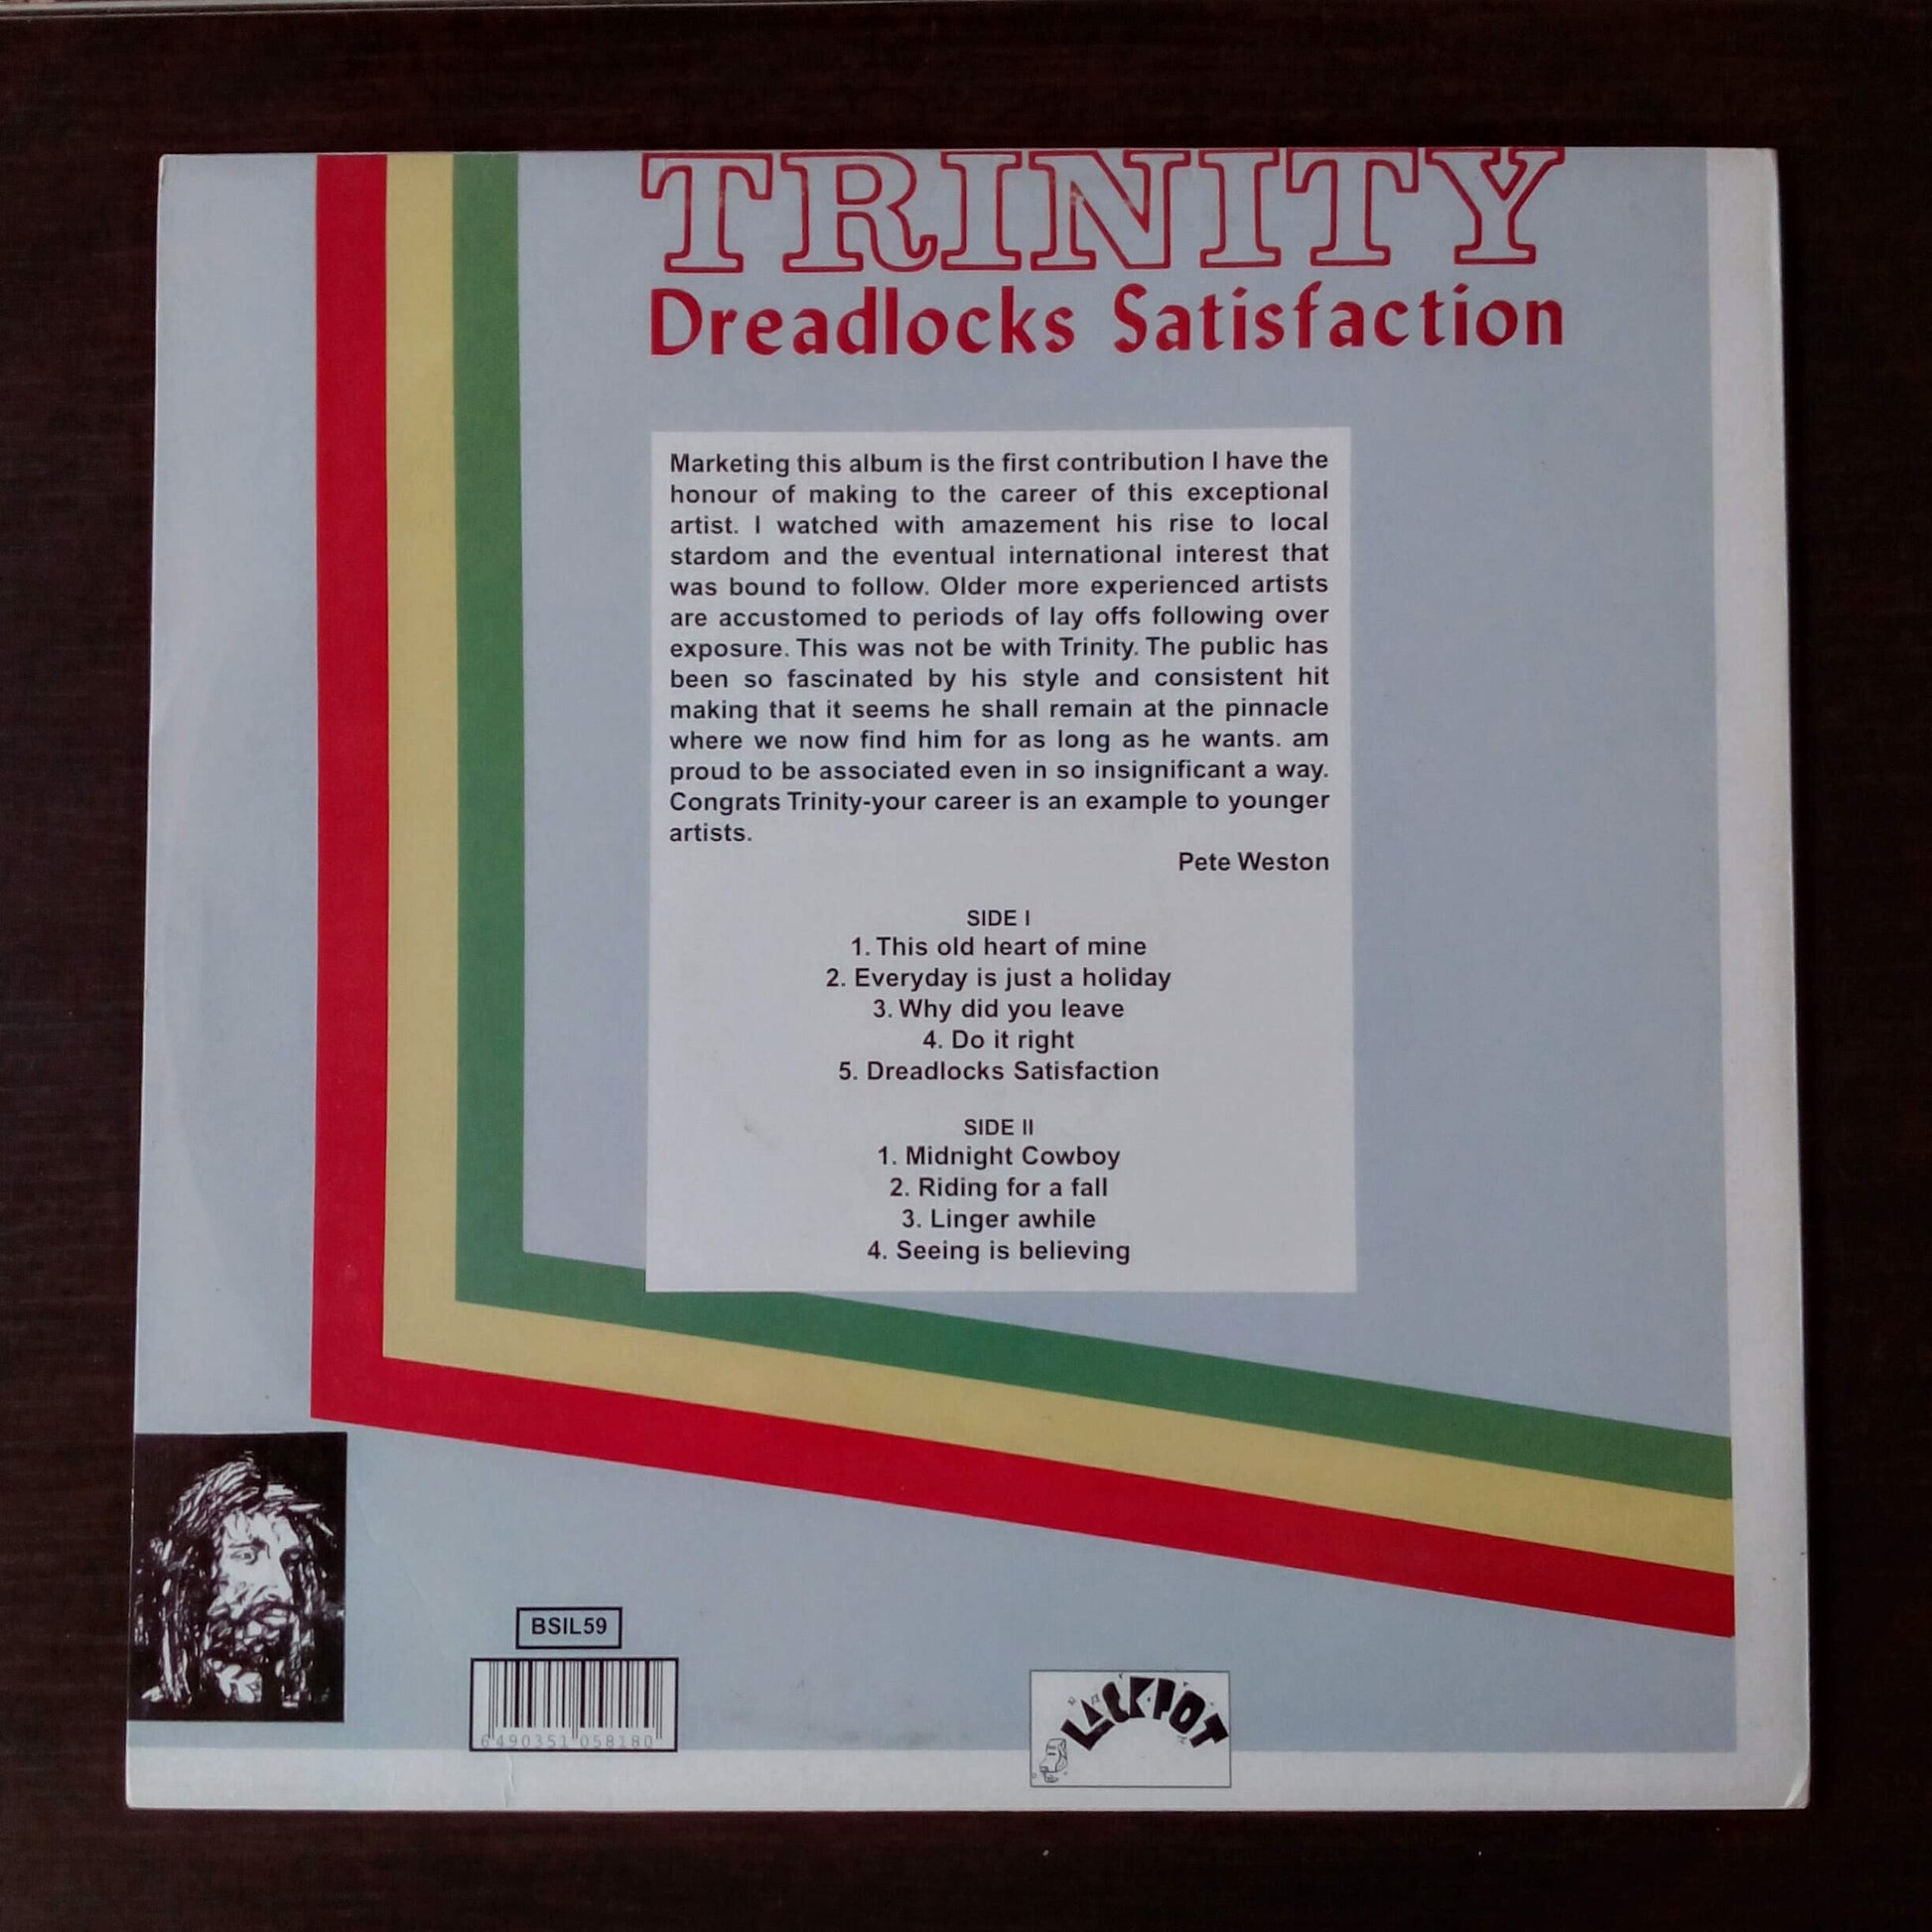 TRINITY
Dreadlocks Satisfaction
Marketing this album is the first contribution I have the
honour of making to the career of this exceptional
artist. I watched with amazement his rise to local
stardom and the eventual international interest that
was bound to follow. Older more experienced artists
are accustomed to periods of lay offs following over
exposure. This was not be with Trinity. The public has
been so fascinated by his style and consistent hit
making that it seems he shall remain at the pinnacle
where we now find him for as long as he wants. am
proud to be associated even in so insignificant a way.
Congrats Trinity-your career is an example to younger
artists.
Pete Weston
SIDE I
1. This old heart of mine
2. Everyday is just a holiday
3. Why did you leave
4. Do it right
5. Dreadlocks Satisfaction
SIDE II
1. Midnight Cowboy
2. Riding for a fall
3. Linger awhile
4. Seeing is believing
BSIL59
6 490351 058180
JACKPOT